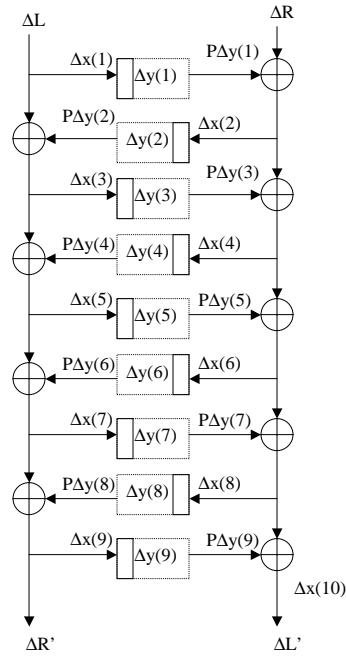 ΔL ΔR
Δx(1) Δy(1) PΔy(1)
PΔy(2) Δy(2) Δx(2)
Δx(3) Δy(3) PΔy(3)
PΔy(4) Δy(4) Δx(4)
Δx(5) Δy(5) PΔy(5)
PΔy(6) Δy(6) Δx(6)
Δx(7) Δy(7) PΔy(7)
PΔy(8) Δy(8) Δx(8)
Δx(9) Δy(9) PΔy(9)
Δx(10)
ΔR’ ΔL’